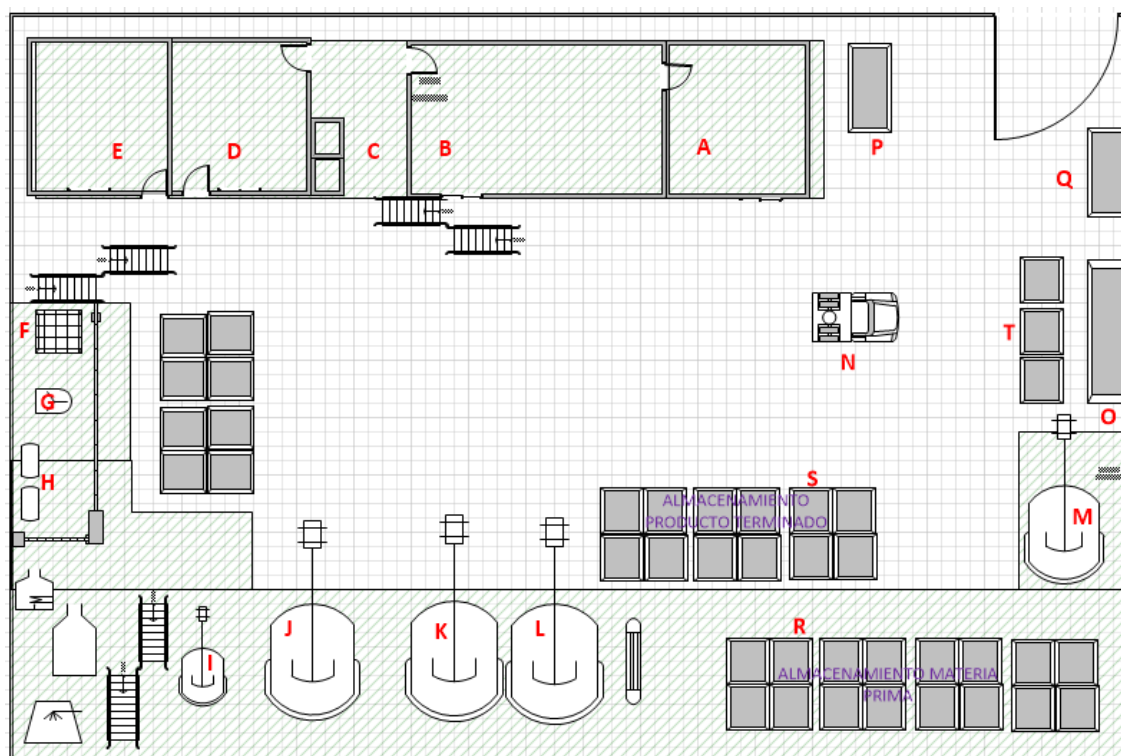 E
D
C
B
A
P
Q
F
T
N
G
O
H
S
ALMACENAMIENTO
PRODUCTO TERMINADO
M
J
K
L
R
I
ALMACENAMIENTO MATERIA
PRIMA